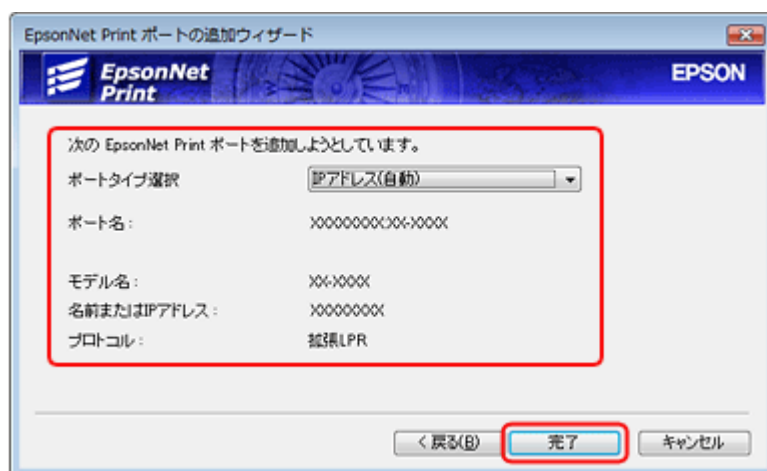 EpsonNet Print ポートの追加ウィザード
EpsonNet
Print
EPSON
次の EpsonNet Print ポートを追加しようとしています。
ポートタイプ選択 IPアドレス(自動)
ポート名: XXXXXXXX:XX-XXXX
モデル名: XX-XXXX
名前またはIPアドレス: XXXXXXXX
プロトコル: 拡張LPR
< 戻る(B) 完了 キャンセル